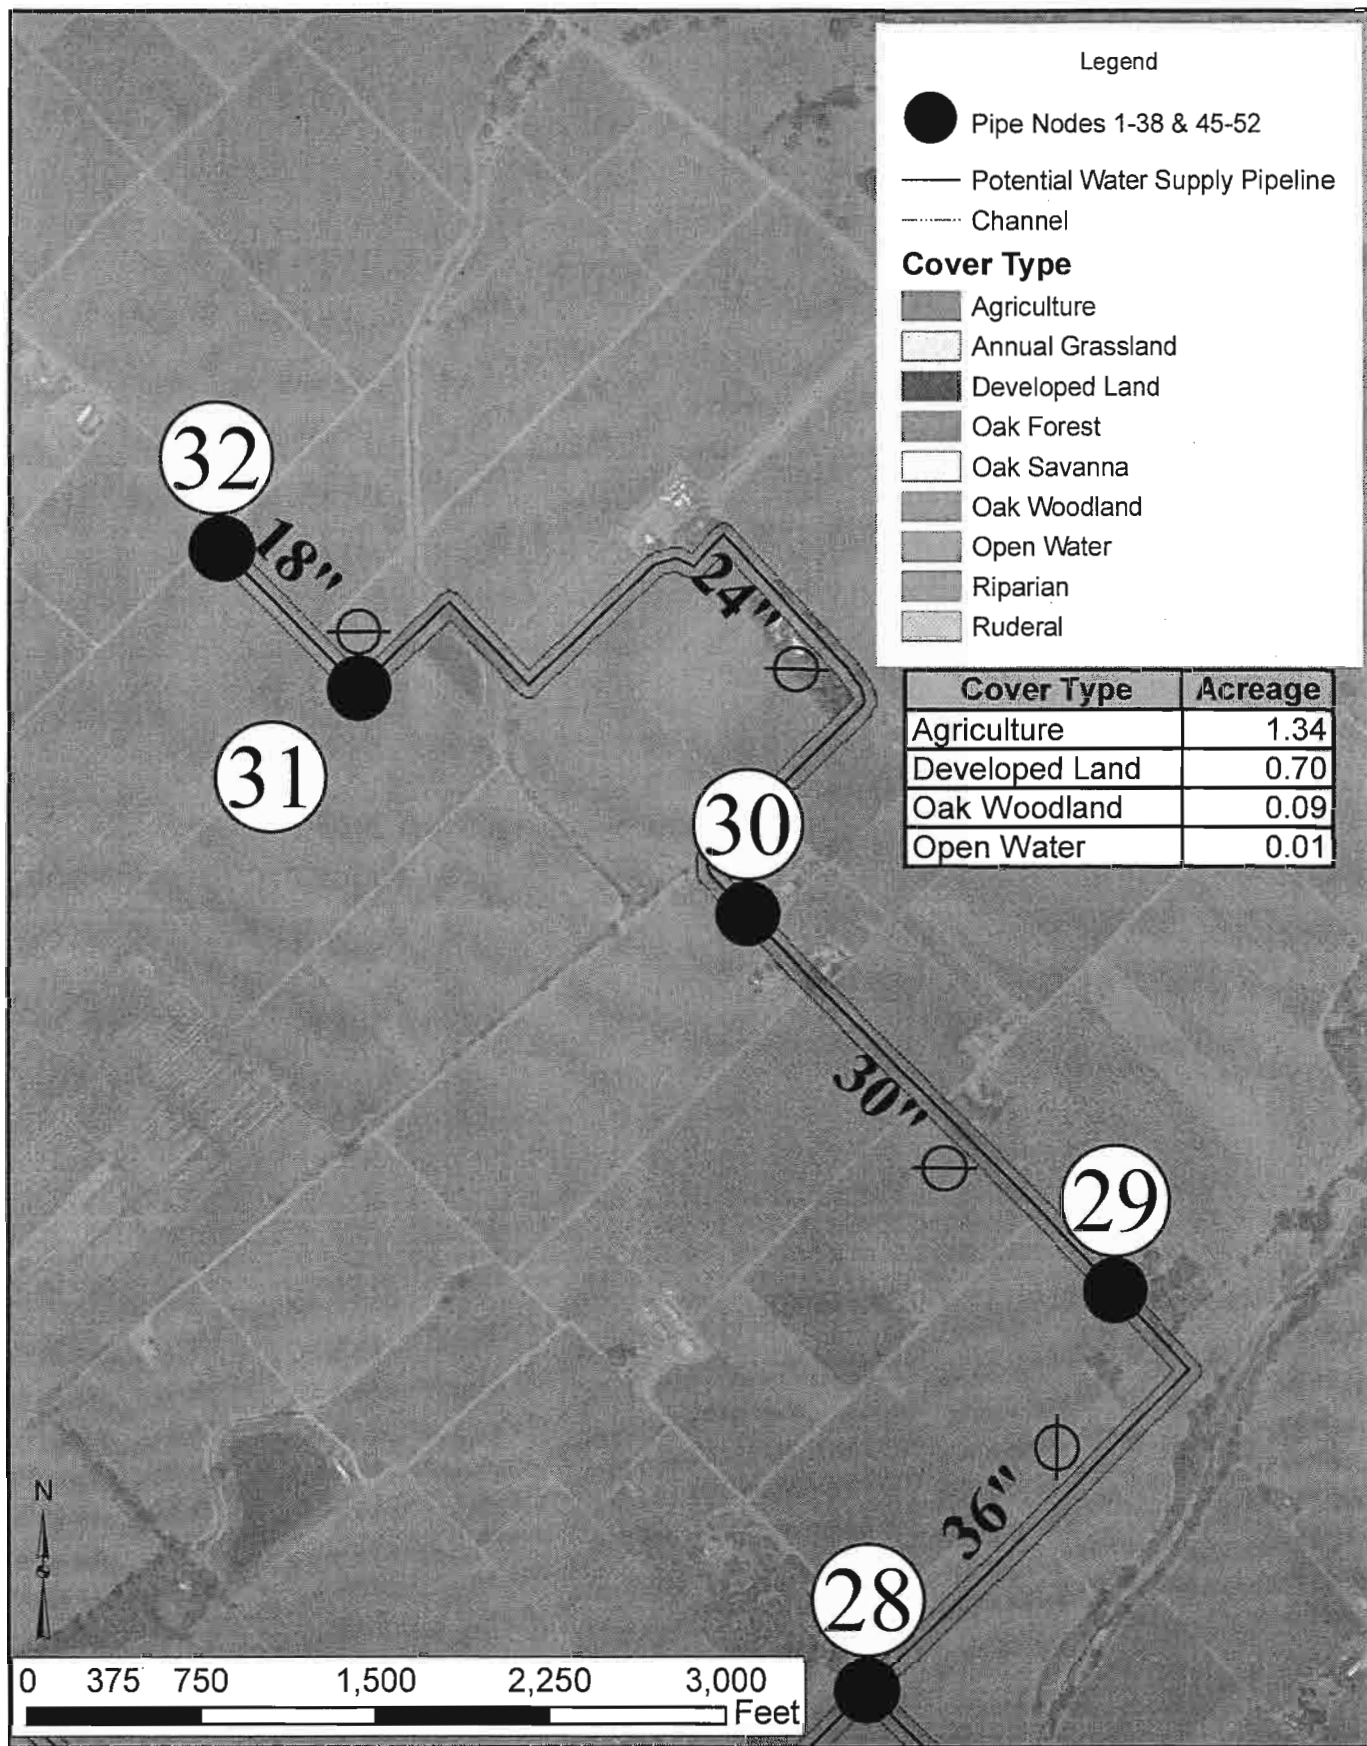 Legend
Pipe Nodes 1-38 & 45-52
Potential Water Supply Pipeline
Channel
Cover Type
Agriculture
Annual Grassland
Developed Land
Oak Forest
Oak Savanna
Oak Woodland
Open Water
Riparian
Ruderal
Cover Type Acreage
Agriculture 1.34
Developed Land 0.70
Oak Woodland 0.09
Open Water 0.01
32
18"
31
24"
30
30"
29
36"
28
N
0 375 750 1,500 2,250 3,000
Feet